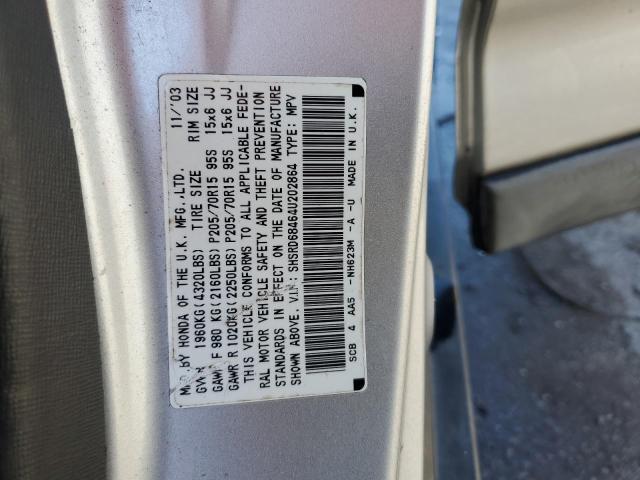 MFD.BY HONDA OF THE U.K. MFG.,LTD. 11/'03
GVWR 1960KG(4320LBS) TIRE SIZE RIM SIZE
GAWR F 980 KG(2160LBS) P205/70R15 95S 15x6 JJ
GAWR R 1020KG(2250LBS) P205/70R15 95S 15x6 JJ
THIS VEHICLE CONFORMS TO ALL APPLICABLE FEDE-
RAL MOTOR VEHICLE SAFETY AND THEFT PREVENTION
STANDARDS IN EFFECT ON THE DATE OF MANUFACTURE
SHOWN ABOVE. V.I.N.: SHSRD68464U202864 TYPE: MPV
SCB 4 AA5 -NH623M -A -U MADE IN U.K.